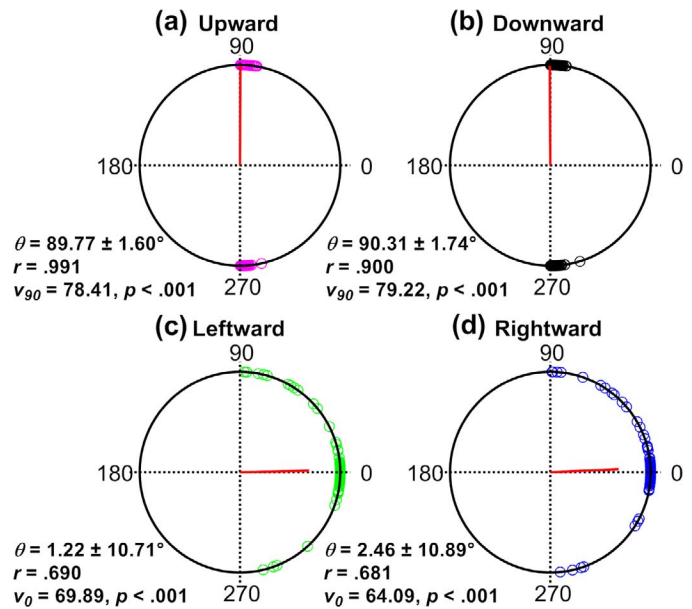 (a) Upward
90
180
0
θ = 89.77 ± 1.60°
r = .991
v90 = 78.41, p < .001
270
(b) Downward
90
0
θ = 90.31 ± 1.74°
r = .900
v90 = 79.22, p < .001
270
(c) Leftward
90
180
0
θ = 1.22 ± 10.71°
r = .690
v0 = 69.89, p < .001
270
(d) Rightward
90
180
0
θ = 2.46 ± 10.89°
r = .681
v0 = 64.09, p < .001
270